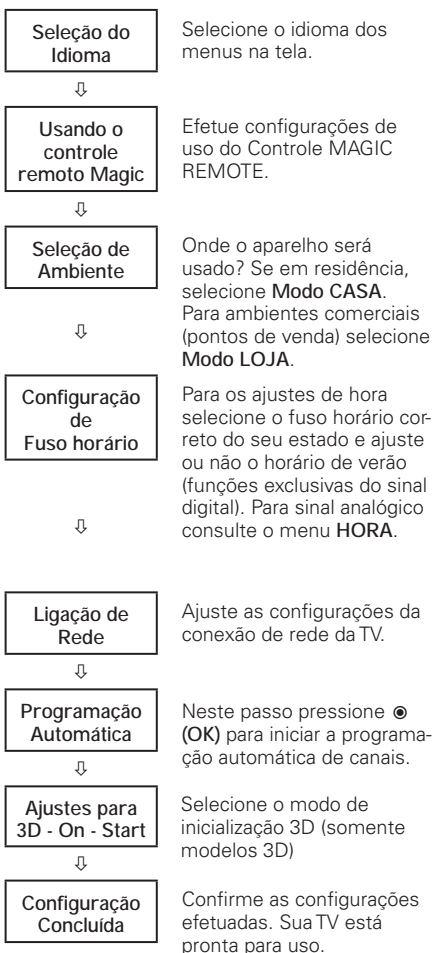 Seleção do
Idioma
Selecione o idioma dos
menus na tela.
⇩
Usando o
controle
remoto Magic
Efetue configurações de
uso do Controle MAGIC
REMOTE.
⇩
Seleção de
Ambiente
Onde o aparelho será
usado? Se em residência,
selecione Modo CASA.
Para ambientes comerciais
(pontos de venda) selecione
Modo LOJA.
⇩
Configuração
de
Fuso horário
Para os ajustes de hora
selecione o fuso horário cor-
reto do seu estado e ajuste
ou não o horário de verão
(funções exclusivas do sinal
digital). Para sinal analógico
consulte o menu HORA.
⇩
Ligação de
Rede
Ajuste as configurações da
conexão de rede da TV.
⇩
Programação
Automática
Neste passo pressione ◉
(OK) para iniciar a programa-
ção automática de canais.
⇩
Ajustes para
3D - On - Start
Selecione o modo de
inicialização 3D (somente
modelos 3D)
⇩
Configuração
Concluída
Confirme as configurações
efetuadas. Sua TV está
pronta para uso.